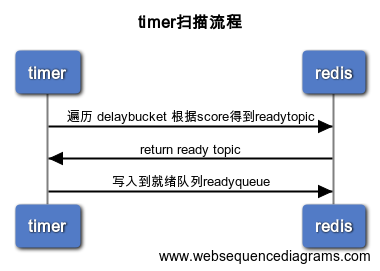 timer扫描流程
timer
redis
遍历 delaybucket 根据score得到readytopic
return ready topic
写入到就绪队列readyqueue
timer
redis
www.websequencediagrams.com